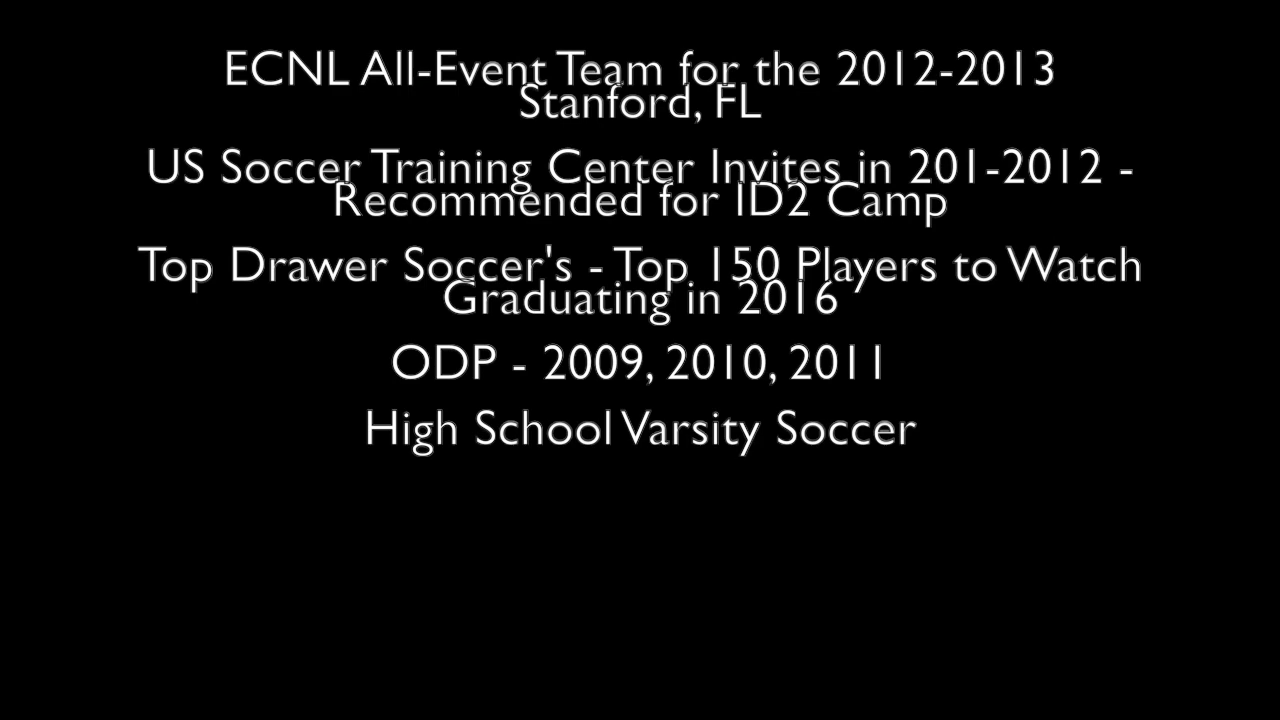 ECNL All-Event Team for the 2012-2013
Stanford, FL
US Soccer Training Center Invites in 201-2012 -
Recommended for ID2 Camp
Top Drawer Soccer's - Top 150 Players to Watch
Graduating in 2016
ODP - 2009, 2010, 2011
High School Varsity Soccer